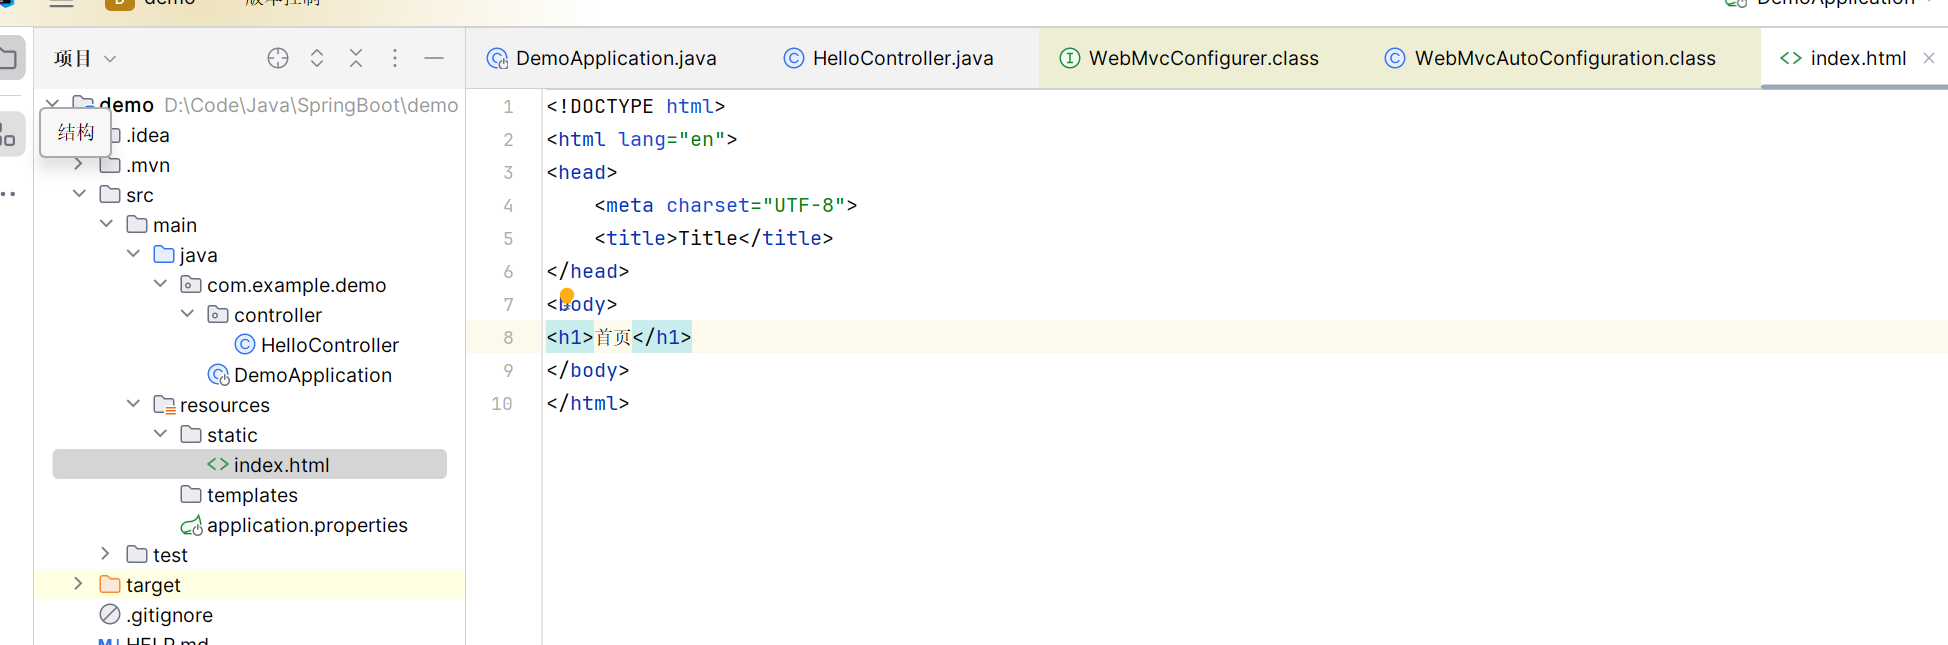 demo 版本控制 DemoApplication
项目
DemoApplication.java HelloController.java WebMvcConfigurer.class WebMvcAutoConfiguration.class index.html
demo D:\Code\Java\SpringBoot\demo
结构
.idea
.mvn
src
main
java
com.example.demo
controller
HelloController
DemoApplication
resources
static
index.html
templates
application.properties
test
target
.gitignore
HELP.md
1 <!DOCTYPE html>
2 <html lang="en">
3 <head>
4 <meta charset="UTF-8">
5 <title>Title</title>
6 </head>
7 <body>
8 <h1>首页</h1>
9 </body>
10 </html>